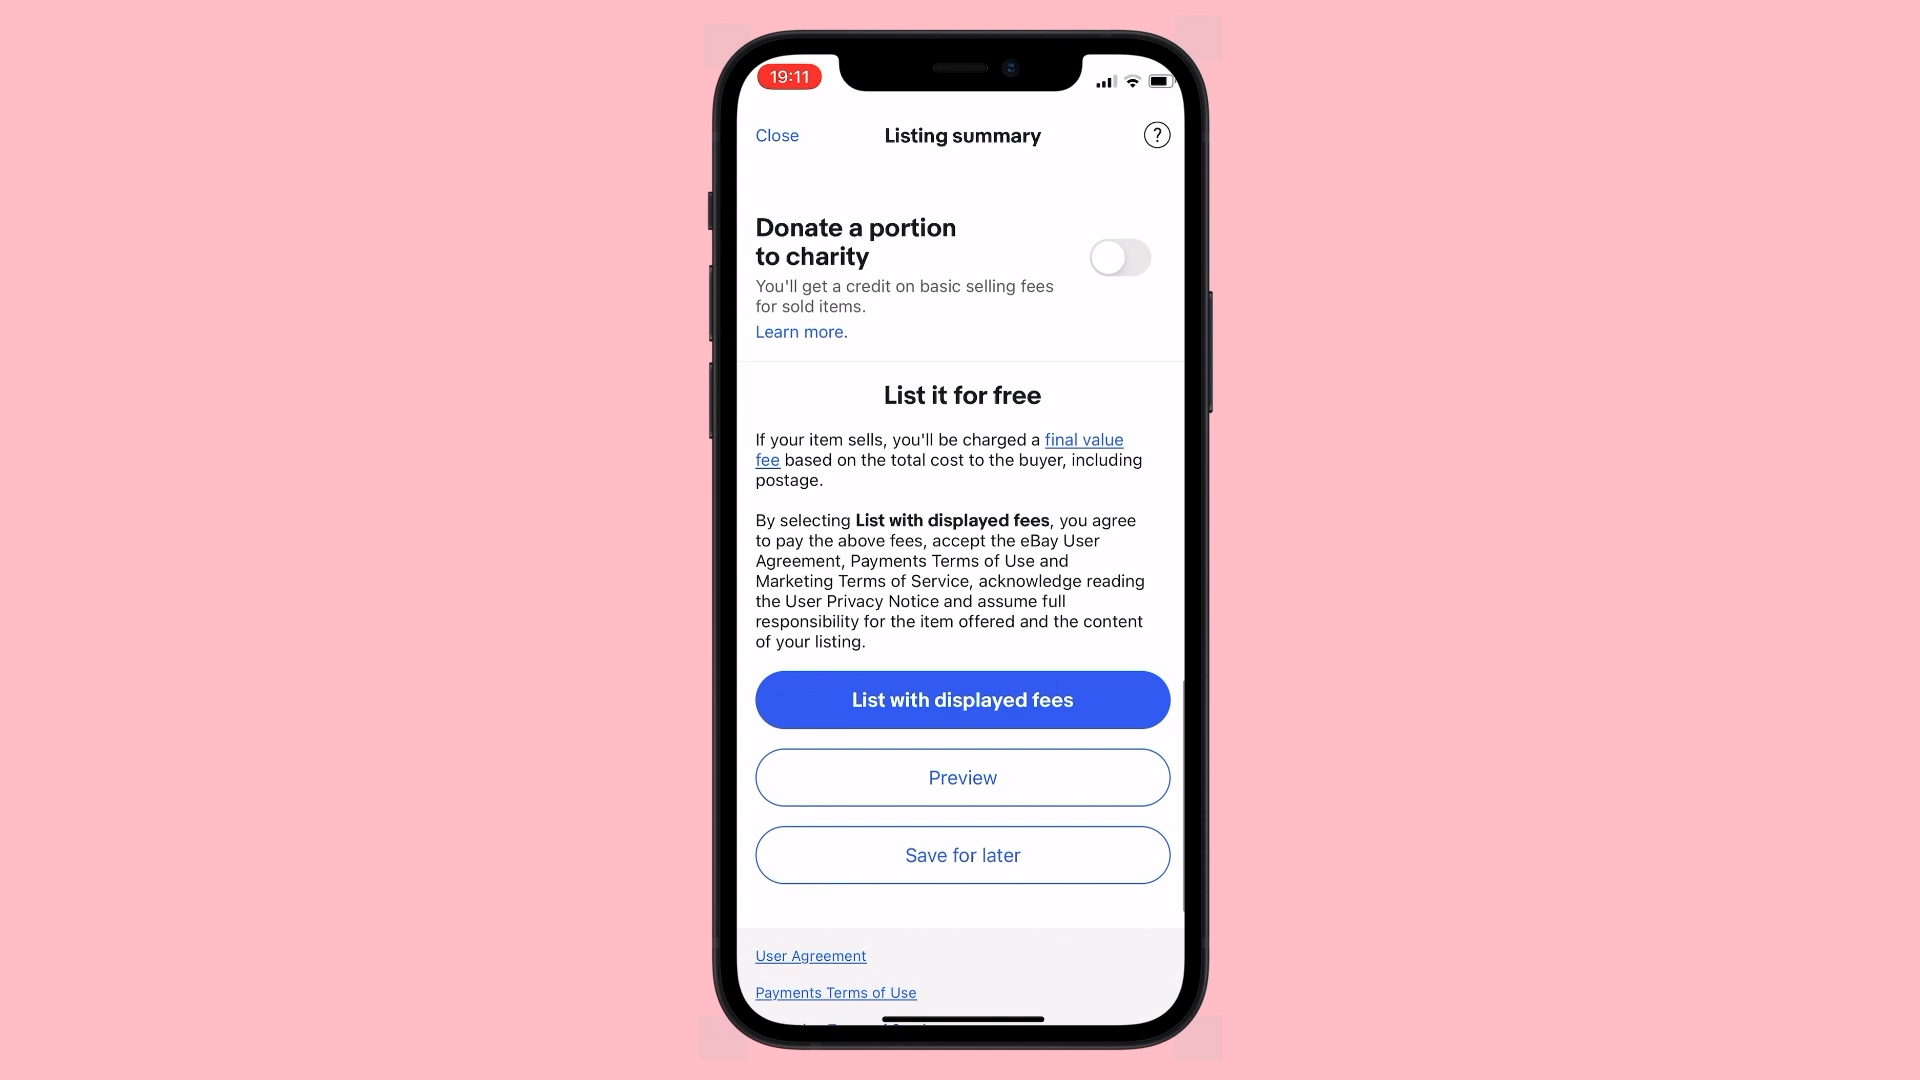 19:11
Close
Listing summary
?
Donate a portion
to charity
You'll get a credit on basic selling fees
for sold items.
Learn more.
List it for free
If your item sells, you'll be charged a final value
fee based on the total cost to the buyer, including
postage.
By selecting List with displayed fees, you agree
to pay the above fees, accept the eBay User
Agreement, Payments Terms of Use and
Marketing Terms of Service, acknowledge reading
the User Privacy Notice and assume full
responsibility for the item offered and the content
of your listing.
List with displayed fees
Preview
Save for later
User Agreement
Payments Terms of Use